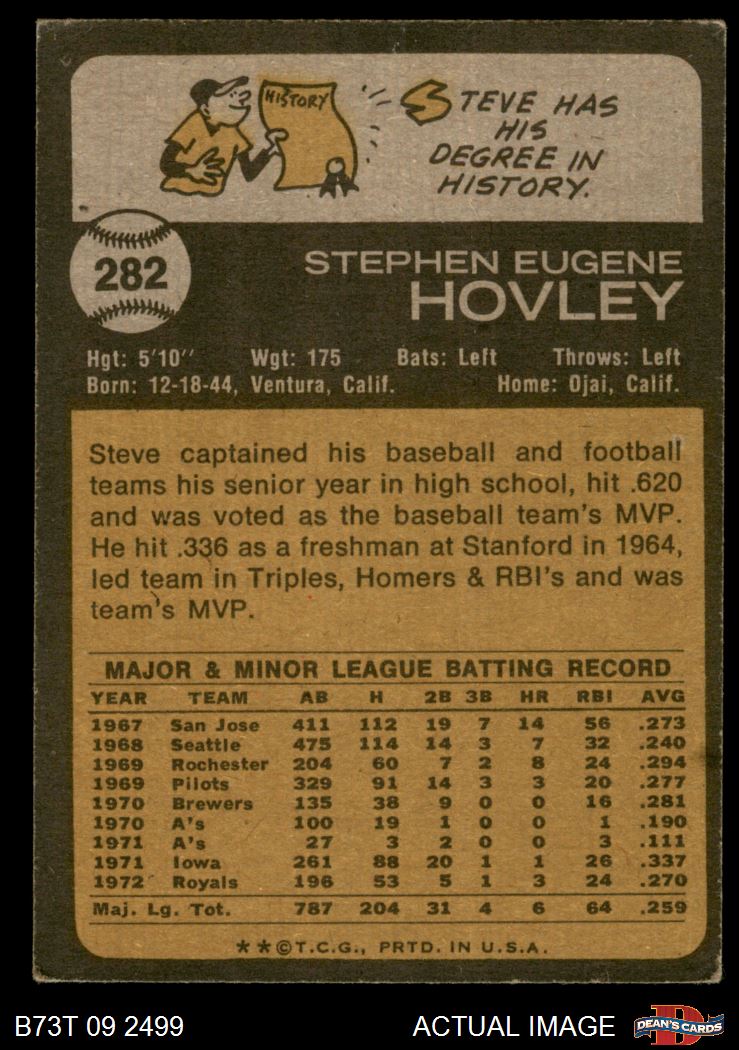 HISTORY
STEVE HAS
HIS
DEGREE IN
HISTORY.
282
STEPHEN EUGENE
HOVLEY
Hgt: 5'10'' Wgt: 175 Bats: Left Throws: Left
Born: 12-18-44, Ventura, Calif. Home: Ojai, Calif.
Steve captained his baseball and football
teams his senior year in high school, hit .620
and was voted as the baseball team's MVP.
He hit .336 as a freshman at Stanford in 1964,
led team in Triples, Homers & RBI's and was
team's MVP.
MAJOR & MINOR LEAGUE BATTING RECORD
YEAR TEAM AB H 2B 3B HR RBI AVG
1967 San Jose 411 112 19 7 14 56 .273
1968 Seattle 475 114 14 3 7 32 .240
1969 Rochester 204 60 7 2 8 24 .294
1969 Pilots 329 91 14 3 3 20 .277
1970 Brewers 135 38 9 0 0 16 .281
1970 A's 100 19 1 0 0 1 .190
1971 A's 27 3 2 0 0 3 .111
1971 Iowa 261 88 20 1 1 26 .337
1972 Royals 196 53 5 1 3 24 .270
Maj. Lg. Tot. 787 204 31 4 6 64 .259
**©T.C.G., PRTD. IN U.S.A.
B73T 09 2499 ACTUAL IMAGE DEAN'S CARDS